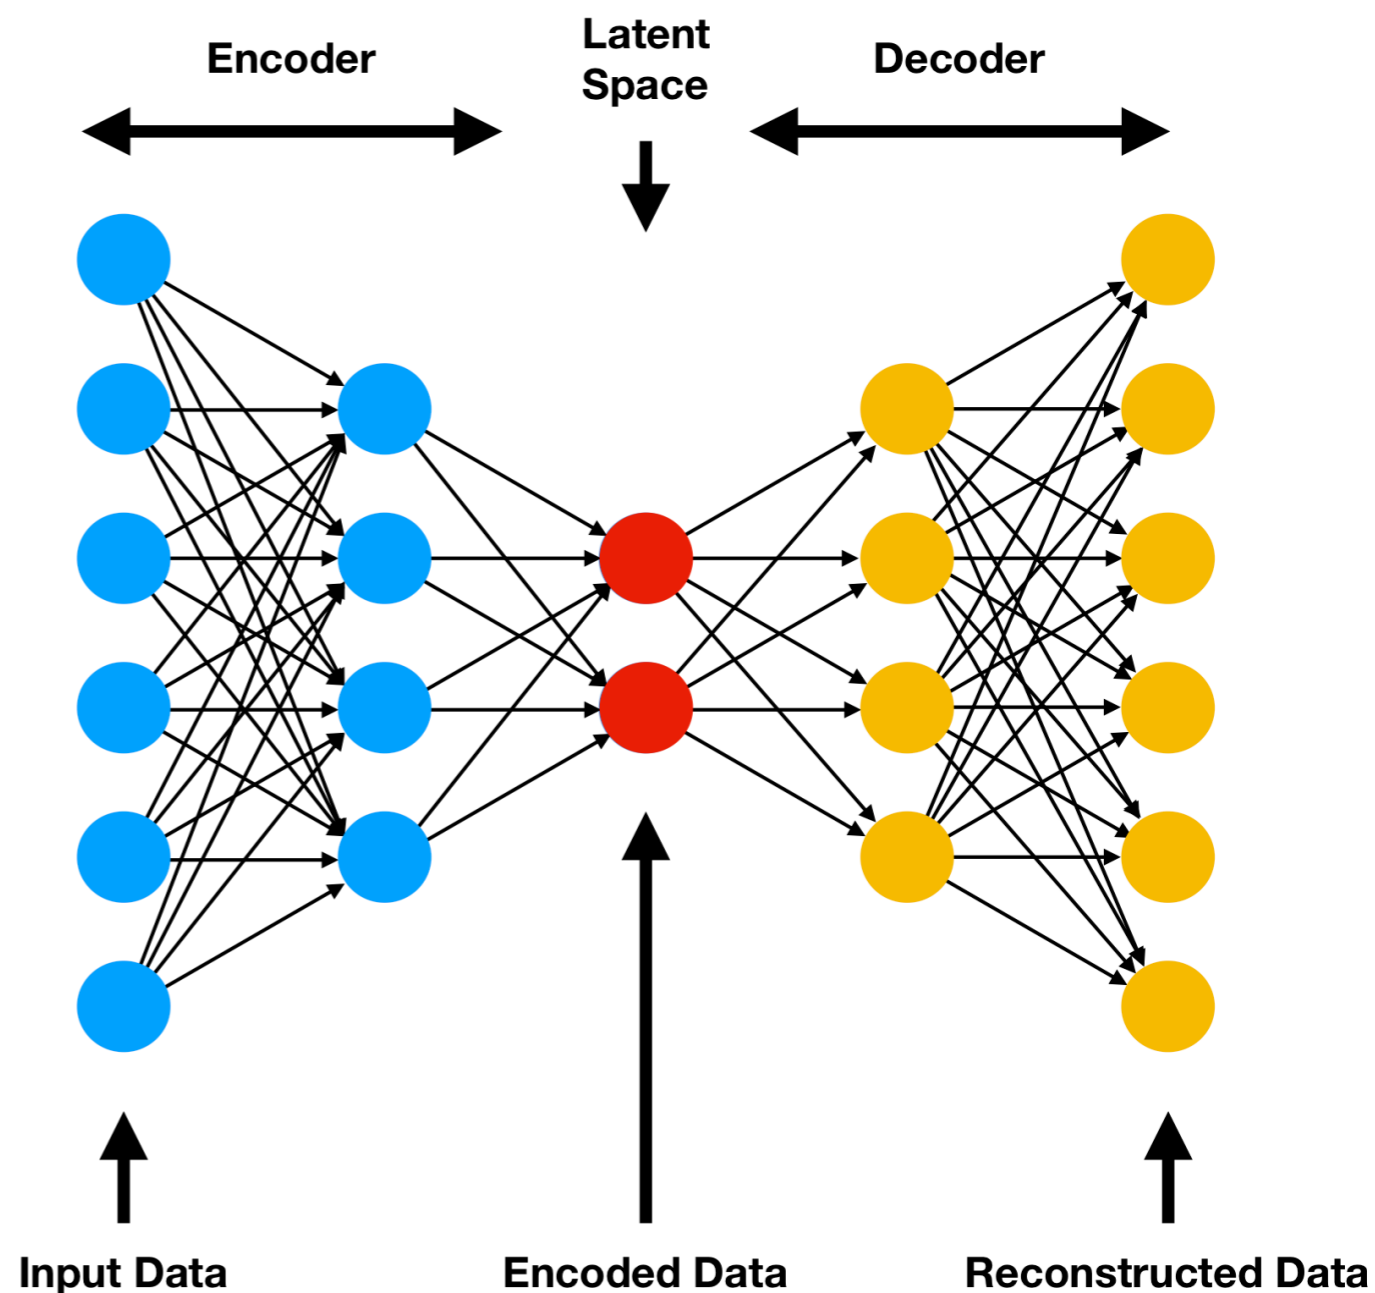 Encoder
Latent
Space
Decoder
Input Data
Encoded Data
Reconstructed Data